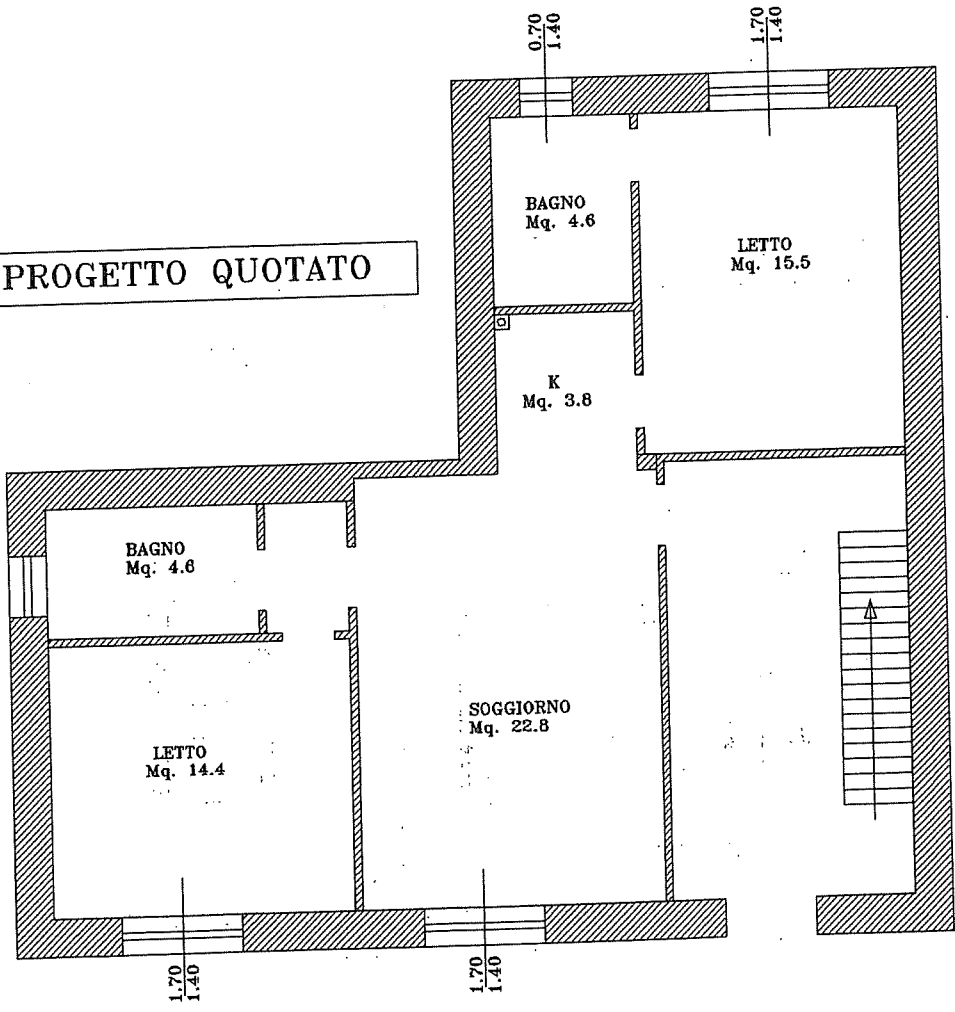 0.70
1.40
1.70
1.40
BAGNO
Mq. 4.6
LETTO
Mq. 15.5
PROGETTO QUOTATO
K
Mq. 3.8
BAGNO
Mq. 4.6
SOGGIORNO
Mq. 22.8
LETTO
Mq. 14.4
1.70
1.40
1.70
1.40